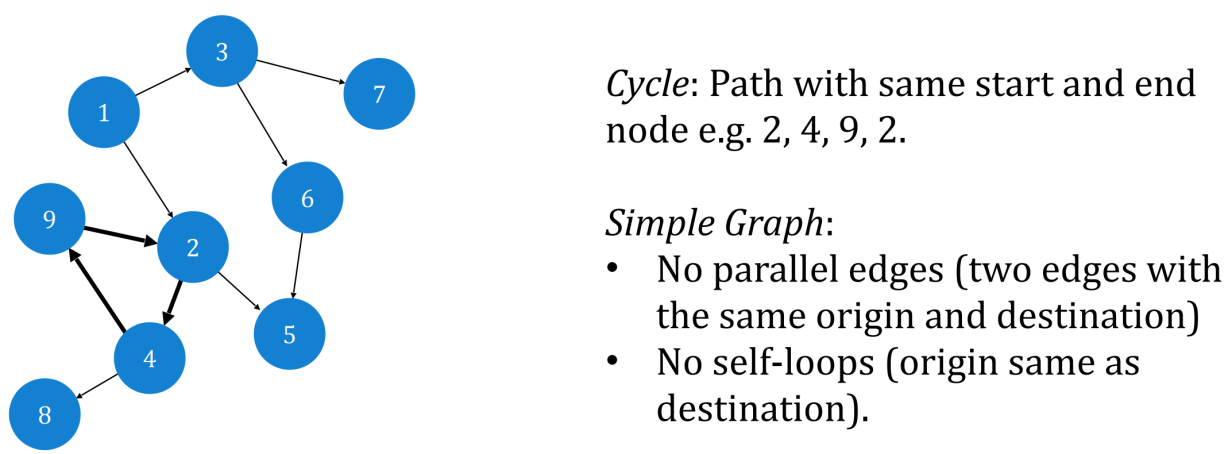 3
7
1
6
9
2
5
4
8
Cycle: Path with same start and end
node e.g. 2, 4, 9, 2.
Simple Graph:
• No parallel edges (two edges with
the same origin and destination)
• No self-loops (origin same as
destination).